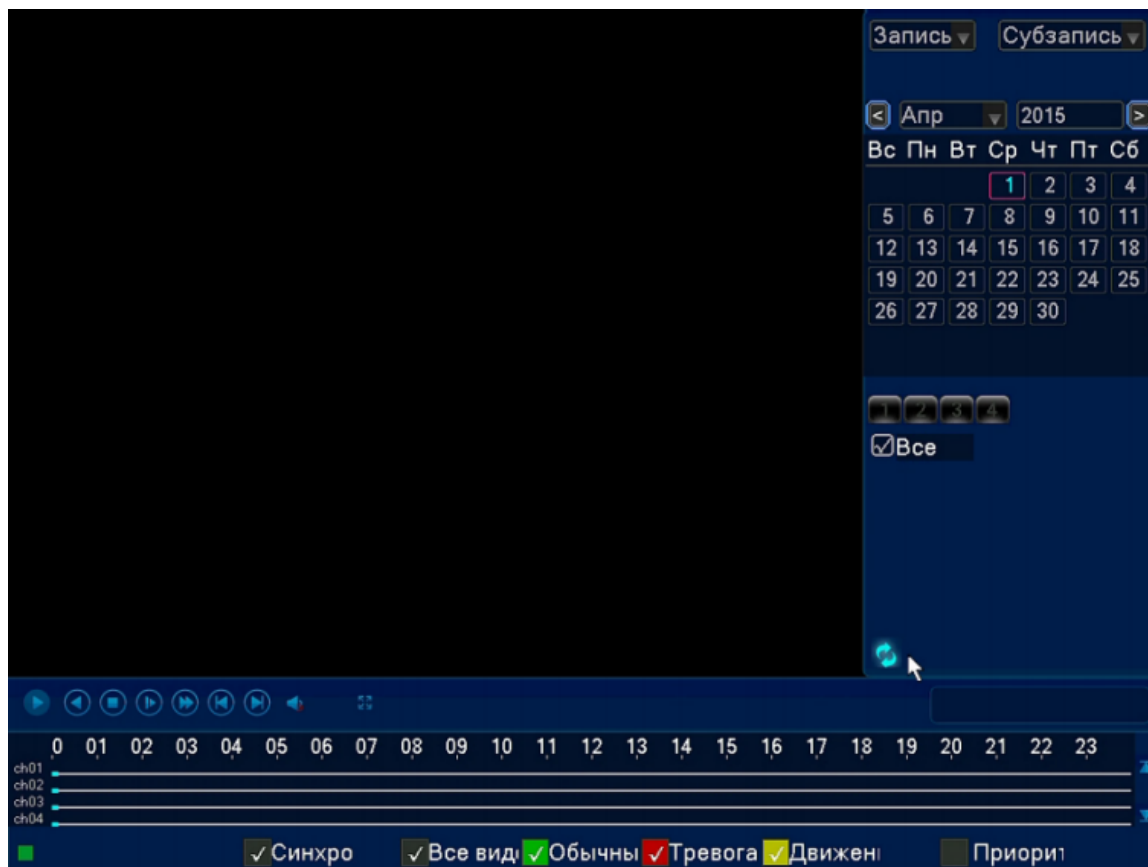 Запись Субзапись
< Апр 2015 >
Вс Пн Вт Ср Чт Пт Сб
1 2 3 4
5 6 7 8 9 10 11
12 13 14 15 16 17 18
19 20 21 22 23 24 25
26 27 28 29 30
1 2 3 4
Все
0 01 02 03 04 05 06 07 08 09 10 11 12 13 14 15 16 17 18 19 20 21 22 23
ch01
ch02
ch03
ch04
Синхро Все вид Обычны Тревога Движен Приорит